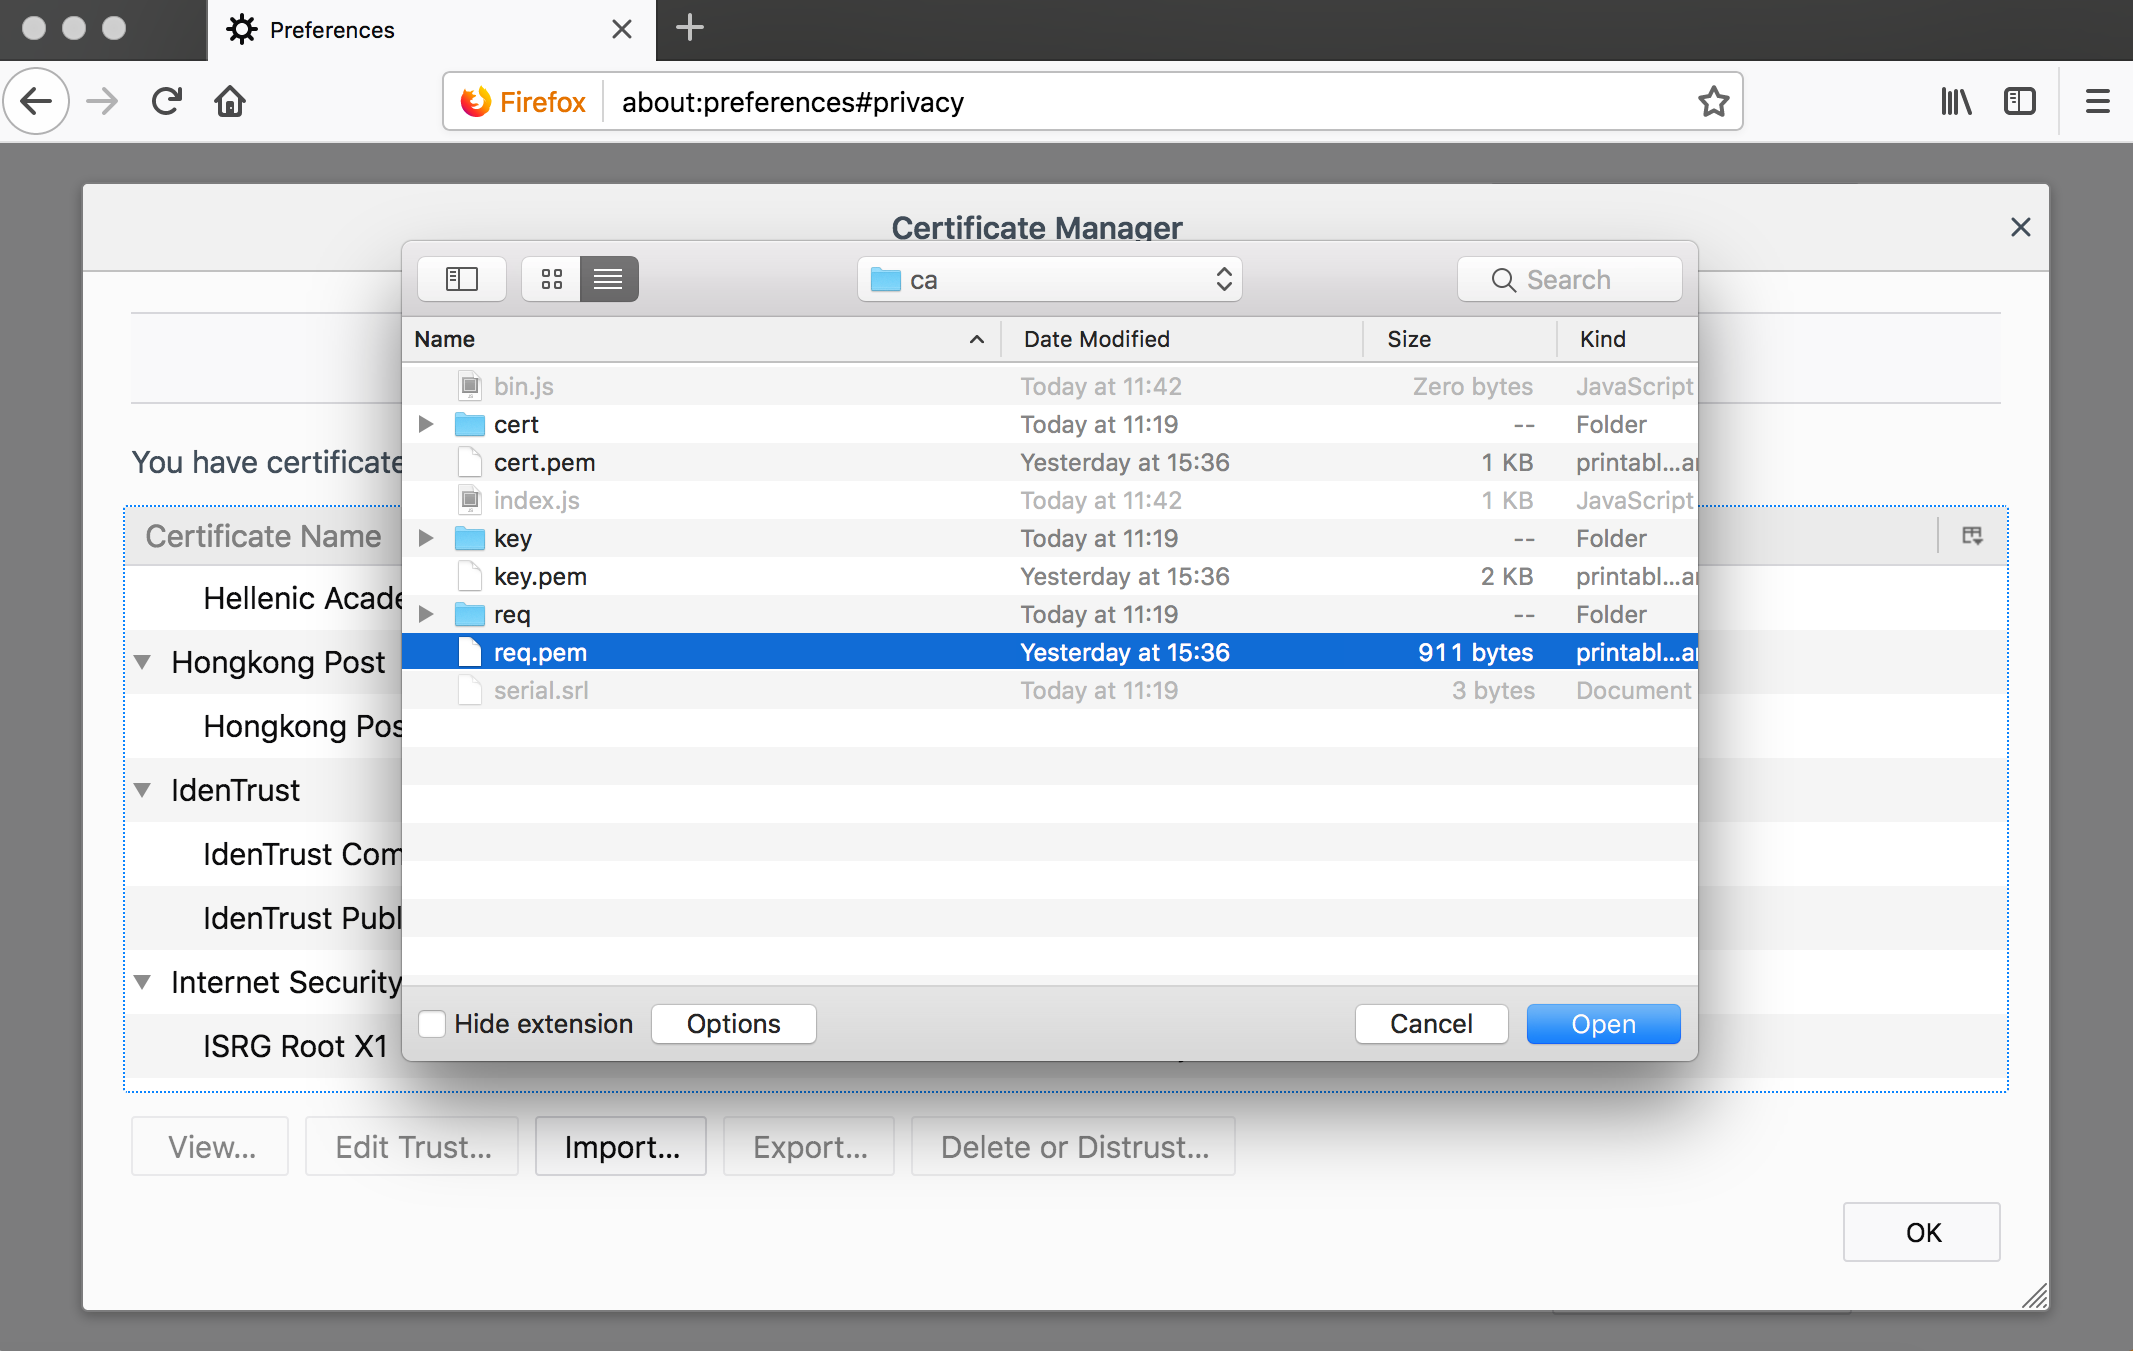 Preferences
Firefox about:preferences#privacy
Certificate Manager
ca
Search
Name Date Modified Size Kind
bin.js Today at 11:42 Zero bytes JavaScript
cert Today at 11:19 -- Folder
cert.pem Yesterday at 15:36 1 KB printabl...ar
index.js Today at 11:42 1 KB JavaScript
key Today at 11:19 -- Folder
key.pem Yesterday at 15:36 2 KB printabl...ar
req Today at 11:19 -- Folder
req.pem Yesterday at 15:36 911 bytes printabl...ar
serial.srl Today at 11:19 3 bytes Document
Hide extension Options Cancel Open
You have certificate
Certificate Name
Hellenic Acade
Hongkong Post
Hongkong Pos
IdenTrust
IdenTrust Com
IdenTrust Publ
Internet Security
ISRG Root X1
View... Edit Trust... Import... Export... Delete or Distrust...
OK